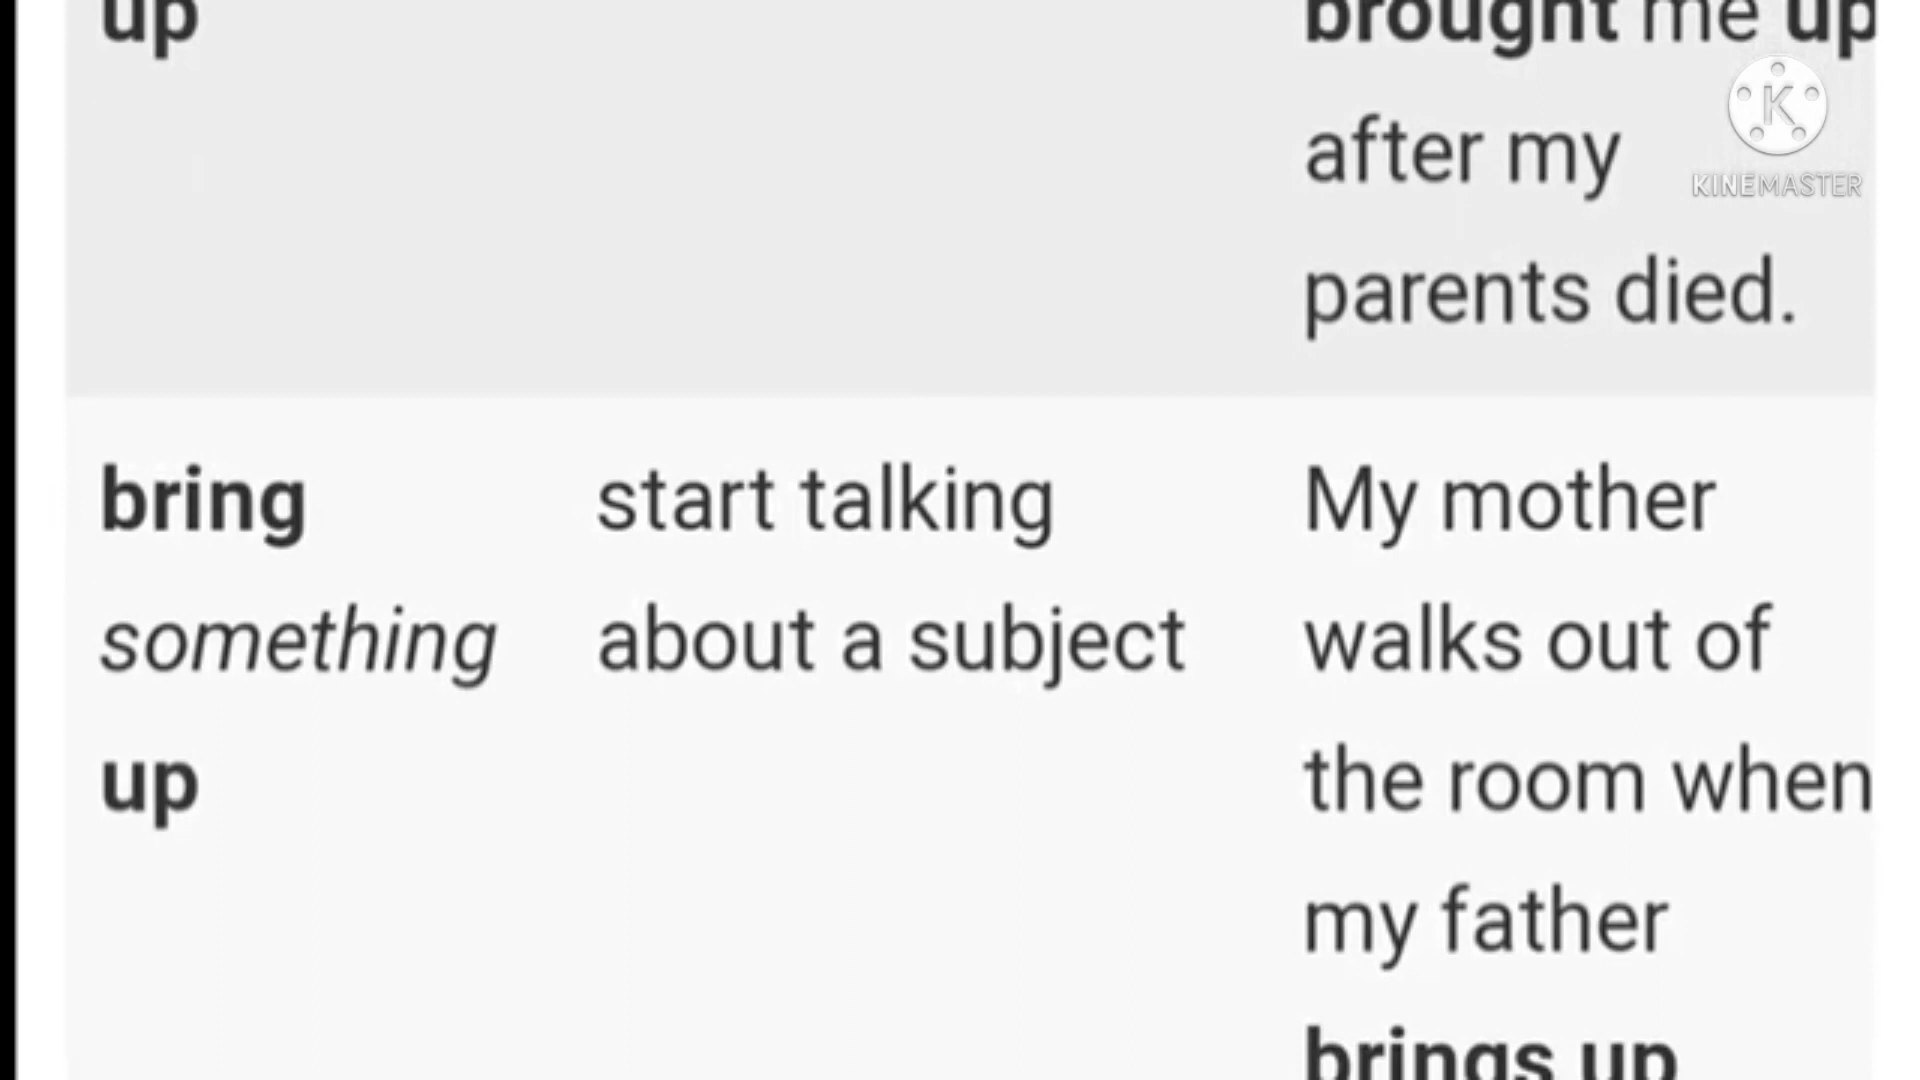 up
brought me up
after my
parents died.
K
KINEMASTER
bring
something
up
start talking
about a subject
My mother
walks out of
the room when
my father
brings up